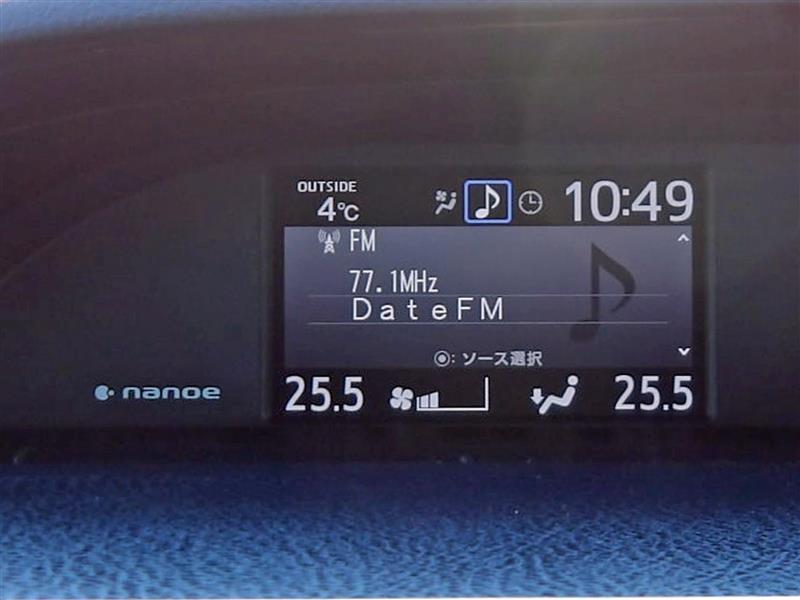 OUTSIDE
4℃
10:49
FM
77.1MHz
DateFM
◉: ソース選択
nanoe
25.5
25.5